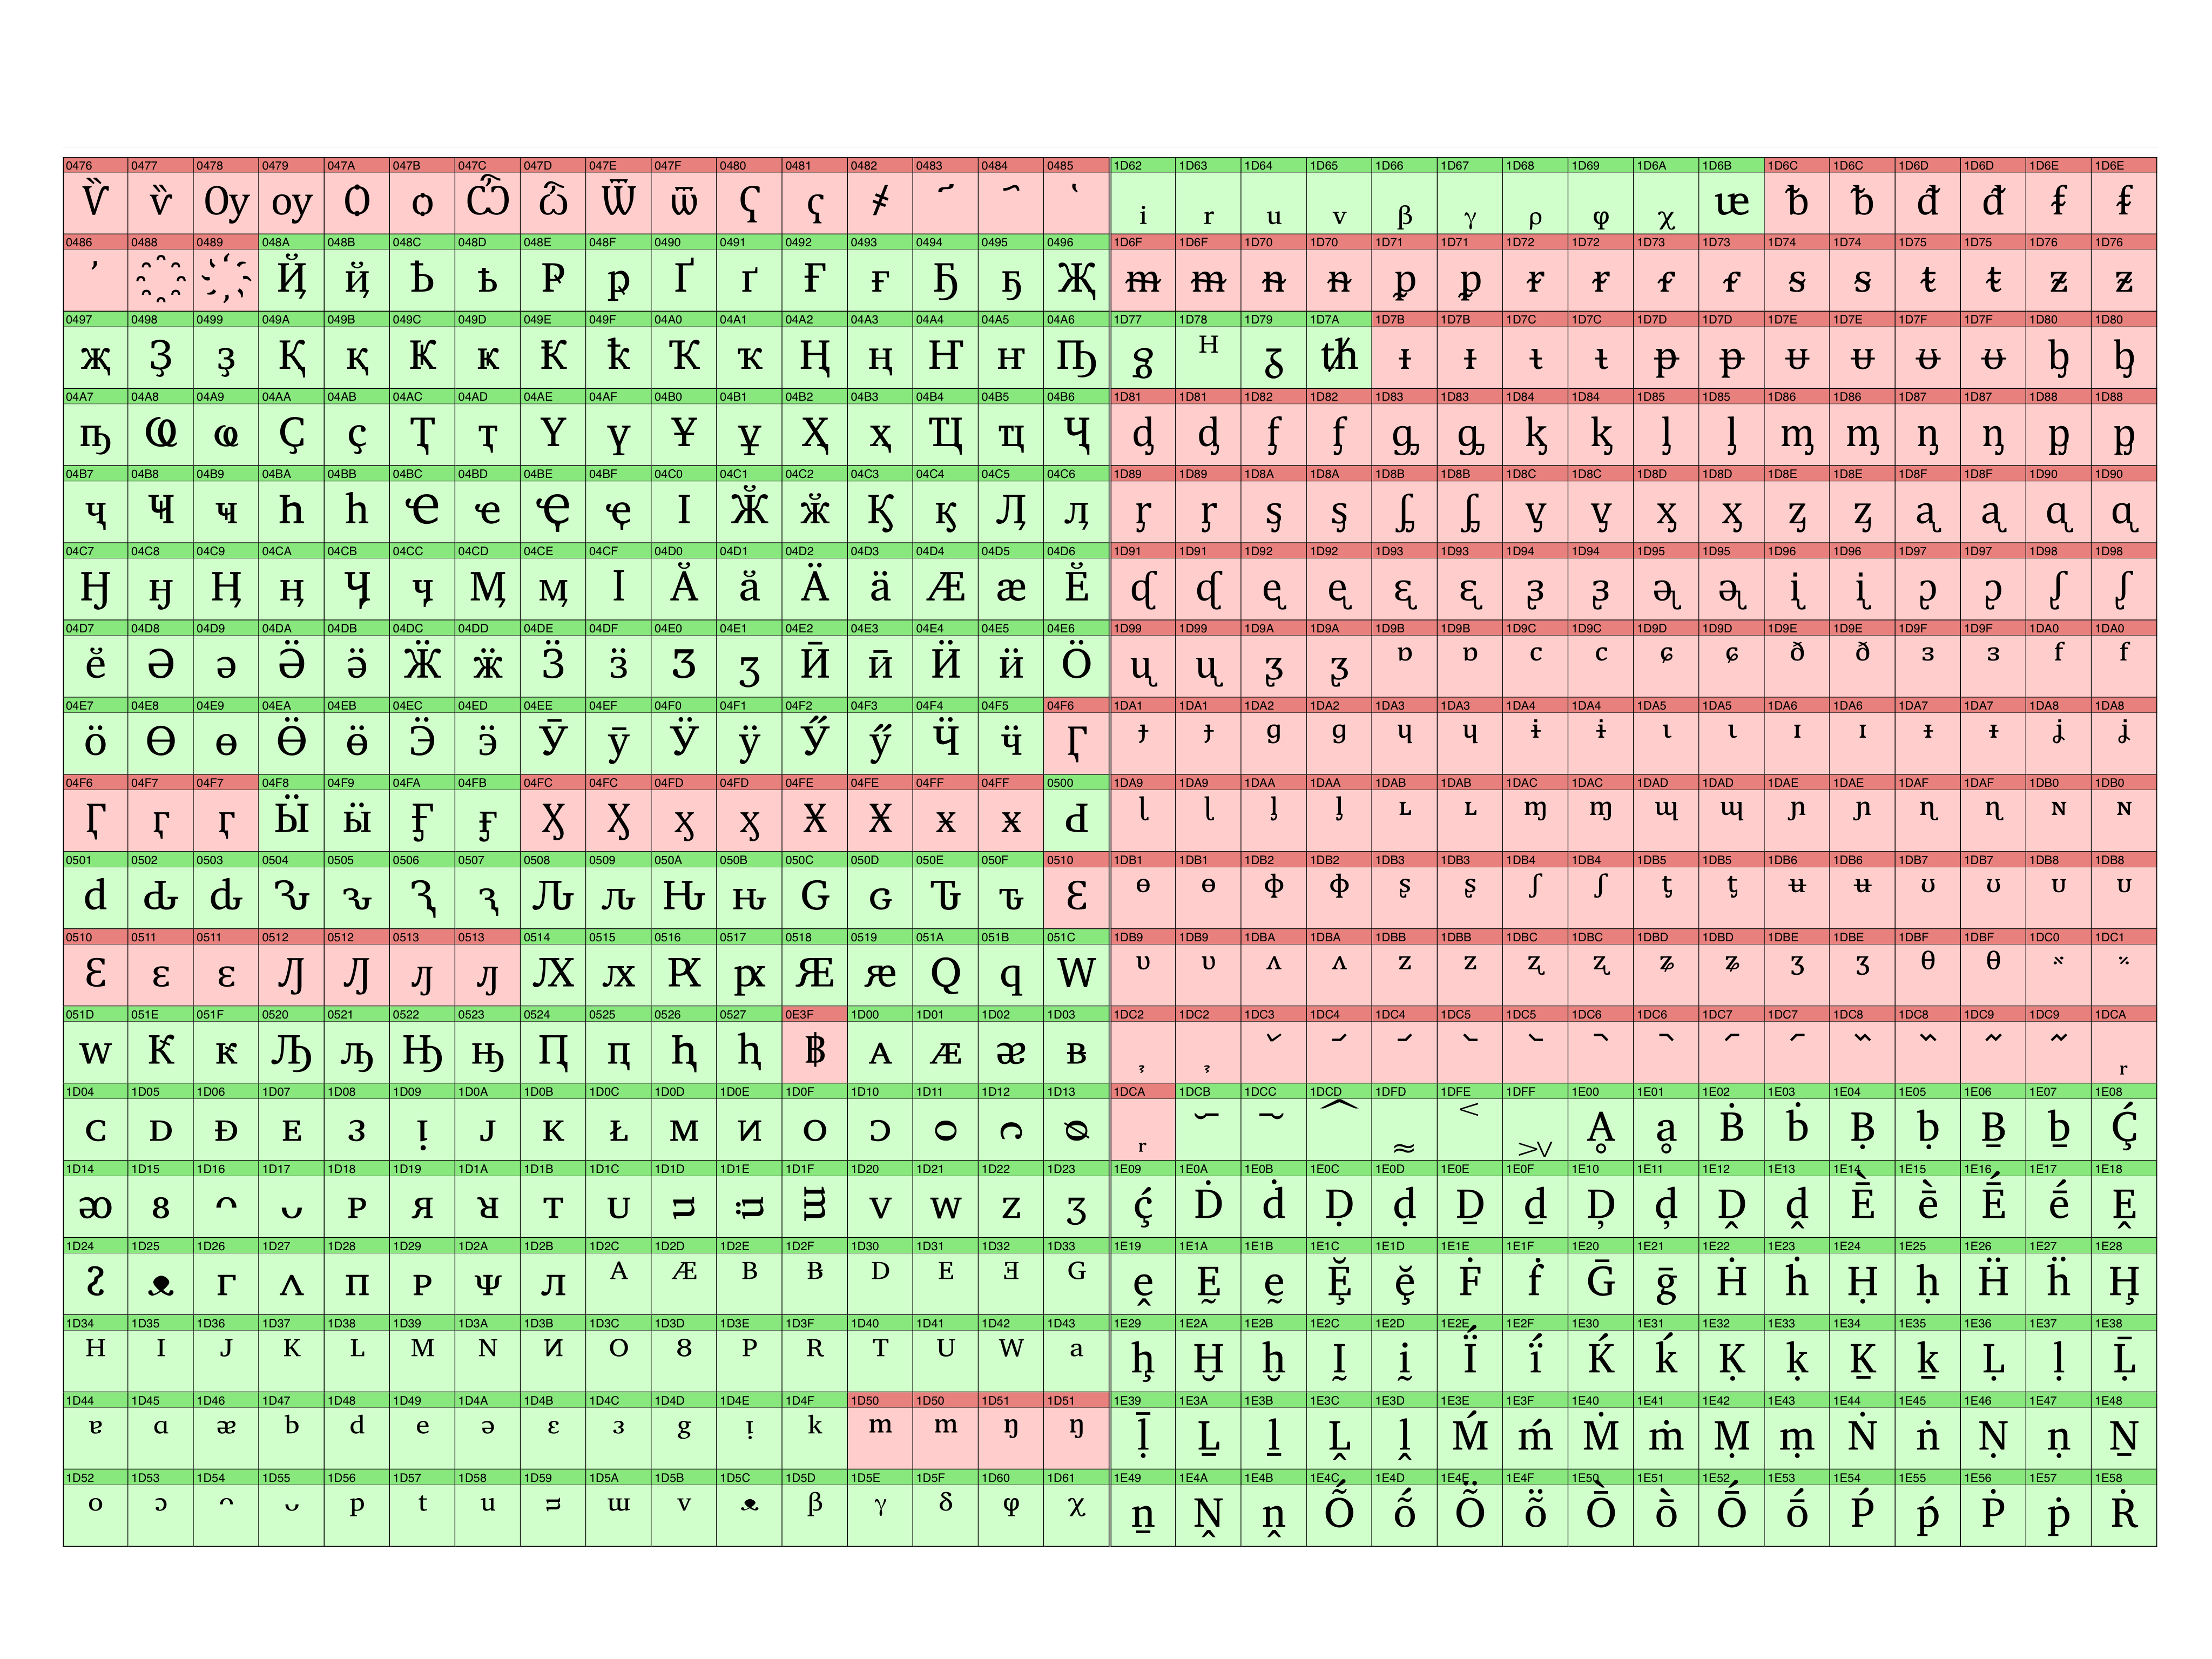 0476 0477 0478 0479 047A 047B 047C 047D 047E 047F 0480 0481 0482 0483 0484 0485
Ѷ ѷ Ѹ ѹ Ѻ ѻ Ѽ ѽ Ѿ ѿ Ҁ ҁ ҂ ҃ ҄ ҅
0486 0488 0489 048A 048B 048C 048D 048E 048F 0490 0491 0492 0493 0494 0495 0496
҆ ҈ ҉ Ҋ ҋ Ҍ ҍ Ҏ ҏ Ґ ґ Ғ ғ Ҕ ҕ Җ
0497 0498 0499 049A 049B 049C 049D 049E 049F 04A0 04A1 04A2 04A3 04A4 04A5 04A6
җ Ҙ ҙ Қ қ Ҝ ҝ Ҟ ҟ Ҡ ҡ Ң ң Ҥ ҥ Ҧ
04A7 04A8 04A9 04AA 04AB 04AC 04AD 04AE 04AF 04B0 04B1 04B2 04B3 04B4 04B5 04B6
ҧ Ҩ ҩ Ҫ ҫ Ҭ ҭ Ү ү Ұ ұ Ҳ ҳ Ҵ ҵ Ҷ
04B7 04B8 04B9 04BA 04BB 04BC 04BD 04BE 04BF 04C0 04C1 04C2 04C3 04C4 04C5 04C6
ҷ Ҹ ҹ Һ һ Ҽ ҽ Ҿ ҿ Ӏ Ӂ ӂ Ӄ ӄ Ӆ ӆ
04C7 04C8 04C9 04CA 04CB 04CC 04CD 04CE 04CF 04D0 04D1 04D2 04D3 04D4 04D5 04D6
Ӈ ӈ Ӊ ӊ Ӌ ӌ Ӎ ӎ ӏ Ӑ ӑ Ӓ ӓ Ӕ ӕ Ӗ
04D7 04D8 04D9 04DA 04DB 04DC 04DD 04DE 04DF 04E0 04E1 04E2 04E3 04E4 04E5 04E6
ӗ Ә ә Ӛ ӛ Ӝ ӝ Ӟ ӟ Ӡ ӡ Ӣ ӣ Ӥ ӥ Ӧ
04E7 04E8 04E9 04EA 04EB 04EC 04ED 04EE 04EF 04F0 04F1 04F2 04F3 04F4 04F5 04F6
ӧ Ө ө Ӫ ӫ Ӭ ӭ Ӯ ӯ Ӱ ӱ Ӳ ӳ Ӵ ӵ Ӷ
04F6 04F7 04F7 04F8 04F9 04FA 04FB 04FC 04FC 04FD 04FD 04FE 04FE 04FF 04FF 0500
Ӷ ӷ ӷ Ӹ ӹ Ӻ ӻ Ӽ Ӽ ӽ ӽ Ӿ Ӿ ӿ ӿ Ԁ
0501 0502 0503 0504 0505 0506 0507 0508 0509 050A 050B 050C 050D 050E 050F 0510
ԁ Ԃ ԃ Ԅ ԅ Ԇ ԇ Ԉ ԉ Ԋ ԋ Ԍ ԍ Ԏ ԏ Ԑ
0510 0511 0511 0512 0512 0513 0513 0514 0515 0516 0517 0518 0519 051A 051B 051C
Ԑ ԑ ԑ Ԓ Ԓ ԓ ԓ Ԕ ԕ Ԗ ԗ Ԙ ԙ Ԛ ԛ Ԝ
051D 051E 051F 0520 0521 0522 0523 0524 0525 0526 0527 0E3F 1D00 1D01 1D02 1D03
ԝ Ԟ ԟ Ԡ ԡ Ԣ ԣ Ԥ ԥ Ԧ ԧ ฿ ᴀ ᴁ ᴂ ᴃ
1D04 1D05 1D06 1D07 1D08 1D09 1D0A 1D0B 1D0C 1D0D 1D0E 1D0F 1D10 1D11 1D12 1D13
ᴄ ᴅ ᴆ ᴇ ᴈ ᴉ ᴊ ᴋ ᴌ ᴍ ᴎ ᴏ ᴐ ᴑ ᴒ ᴓ
1D14 1D15 1D16 1D17 1D18 1D19 1D1A 1D1B 1D1C 1D1D 1D1E 1D1F 1D20 1D21 1D22 1D23
ᴔ ᴕ ᴖ ᴗ ᴘ ᴙ ᴚ ᴛ ᴜ ᴝ ᴞ ᴟ ᴠ ᴡ ᴢ ᴣ
1D24 1D25 1D26 1D27 1D28 1D29 1D2A 1D2B 1D2C 1D2D 1D2E 1D2F 1D30 1D31 1D32 1D33
ᴤ ᴥ ᴦ ᴧ ᴨ ᴩ ᴪ ᴫ ᴬ ᴭ ᴮ ᴯ ᴰ ᴱ ᴲ ᴳ
1D34 1D35 1D36 1D37 1D38 1D39 1D3A 1D3B 1D3C 1D3D 1D3E 1D3F 1D40 1D41 1D42 1D43
ᴴ ᴵ ᴶ ᴷ ᴸ ᴹ ᴺ ᴻ ᴼ ᴽ ᴾ ᴿ ᵀ ᵁ ᵂ ᵃ
1D44 1D45 1D46 1D47 1D48 1D49 1D4A 1D4B 1D4C 1D4D 1D4E 1D4F 1D50 1D50 1D51 1D51
ᵄ ᵅ ᵆ ᵇ ᵈ ᵉ ᵊ ᵋ ᵌ ᵍ ᵎ ᵏ ᵐ ᵐ ᵑ ᵑ
1D52 1D53 1D54 1D55 1D56 1D57 1D58 1D59 1D5A 1D5B 1D5C 1D5D 1D5E 1D5F 1D60 1D61
ᵒ ᵓ ᵔ ᵕ ᵖ ᵗ ᵘ ᵙ ᵚ ᵛ ᵜ ᵝ ᵞ ᵟ ᵠ ᵡ
1D62 1D63 1D64 1D65 1D66 1D67 1D68 1D69 1D6A 1D6B 1D6C 1D6C 1D6D 1D6D 1D6E 1D6E
ᵢ ᵣ ᵤ ᵥ ᵦ ᵧ ᵨ ᵩ ᵪ ᵫ ᵬ ᵬ ᵭ ᵭ ᵮ ᵮ
1D6F 1D6F 1D70 1D70 1D71 1D71 1D72 1D72 1D73 1D73 1D74 1D74 1D75 1D75 1D76 1D76
ᵯ ᵯ ᵰ ᵰ ᵱ ᵱ ᵲ ᵲ ᵳ ᵳ ᵴ ᵴ ᵵ ᵵ ᵶ ᵶ
1D77 1D78 1D79 1D7A 1D7B 1D7B 1D7C 1D7C 1D7D 1D7D 1D7E 1D7E 1D7F 1D7F 1D80 1D80
ᵷ ᵸ ᵹ ᵺ ᵻ ᵻ ᵼ ᵼ ᵽ ᵽ ᵾ ᵾ ᵿ ᵿ ᶀ ᶀ
1D81 1D81 1D82 1D82 1D83 1D83 1D84 1D84 1D85 1D85 1D86 1D86 1D87 1D87 1D88 1D88
ᶁ ᶁ ᶂ ᶂ ᶃ ᶃ ᶄ ᶄ ᶅ ᶅ ᶆ ᶆ ᶇ ᶇ ᶈ ᶈ
1D89 1D89 1D8A 1D8A 1D8B 1D8B 1D8C 1D8C 1D8D 1D8D 1D8E 1D8E 1D8F 1D8F 1D90 1D90
ᶉ ᶉ ᶊ ᶊ ᶋ ᶋ ᶌ ᶌ ᶍ ᶍ ᶎ ᶎ ᶏ ᶏ ᶐ ᶐ
1D91 1D91 1D92 1D92 1D93 1D93 1D94 1D94 1D95 1D95 1D96 1D96 1D97 1D97 1D98 1D98
ᶑ ᶑ ᶒ ᶒ ᶓ ᶓ ᶔ ᶔ ᶕ ᶕ ᶖ ᶖ ᶗ ᶗ ᶘ ᶘ
1D99 1D99 1D9A 1D9A 1D9B 1D9B 1D9C 1D9C 1D9D 1D9D 1D9E 1D9E 1D9F 1D9F 1DA0 1DA0
ᶙ ᶙ ᶚ ᶚ ᶛ ᶛ ᶜ ᶜ ᶝ ᶝ ᶞ ᶞ ᶟ ᶟ ᶠ ᶠ
1DA1 1DA1 1DA2 1DA2 1DA3 1DA3 1DA4 1DA4 1DA5 1DA5 1DA6 1DA6 1DA7 1DA7 1DA8 1DA8
ᶡ ᶡ ᶢ ᶢ ᶣ ᶣ ᶤ ᶤ ᶥ ᶥ ᶦ ᶦ ᶧ ᶧ ᶨ ᶨ
1DA9 1DA9 1DAA 1DAA 1DAB 1DAB 1DAC 1DAC 1DAD 1DAD 1DAE 1DAE 1DAF 1DAF 1DB0 1DB0
ᶩ ᶩ ᶪ ᶪ ᶫ ᶫ ᶬ ᶬ ᶭ ᶭ ᶮ ᶮ ᶯ ᶯ ᶰ ᶰ
1DB1 1DB1 1DB2 1DB2 1DB3 1DB3 1DB4 1DB4 1DB5 1DB5 1DB6 1DB6 1DB7 1DB7 1DB8 1DB8
ᶱ ᶱ ᶲ ᶲ ᶳ ᶳ ᶴ ᶴ ᶵ ᶵ ᶶ ᶶ ᶷ ᶷ ᶸ ᶸ
1DB9 1DB9 1DBA 1DBA 1DBB 1DBB 1DBC 1DBC 1DBD 1DBD 1DBE 1DBE 1DBF 1DBF 1DC0 1DC1
ᶹ ᶹ ᶺ ᶺ ᶻ ᶻ ᶼ ᶼ ᶽ ᶽ ᶾ ᶾ ᶿ ᶿ ᷀ ᷁
1DC2 1DC2 1DC3 1DC4 1DC4 1DC5 1DC5 1DC6 1DC6 1DC7 1DC7 1DC8 1DC8 1DC9 1DC9 1DCA
᷂ ᷂ ᷃ ᷄ ᷄ ᷅ ᷅ ᷆ ᷆ ᷇ ᷇ ᷈ ᷈ ᷉ ᷉ ᷊
1DCA 1DCB 1DCC 1DCD 1DFD 1DFE 1DFF 1E00 1E01 1E02 1E03 1E04 1E05 1E06 1E07 1E08
᷊ ᷋ ᷌ ᷍ ᷽ ᷾ ᷿ Ḁ ḁ Ḃ ḃ Ḅ ḅ Ḇ ḇ Ḉ
1E09 1E0A 1E0B 1E0C 1E0D 1E0E 1E0F 1E10 1E11 1E12 1E13 1E14 1E15 1E16 1E17 1E18
ḉ Ḋ ḋ Ḍ ḍ Ḏ ḏ Ḑ ḑ Ḓ ḓ Ḕ ḕ Ḗ ḗ Ḙ
1E19 1E1A 1E1B 1E1C 1E1D 1E1E 1E1F 1E20 1E21 1E22 1E23 1E24 1E25 1E26 1E27 1E28
ḙ Ḛ ḛ Ḝ ḝ Ḟ ḟ Ḡ ḡ Ḣ ḣ Ḥ ḥ Ḧ ḧ Ḩ
1E29 1E2A 1E2B 1E2C 1E2D 1E2E 1E2F 1E30 1E31 1E32 1E33 1E34 1E35 1E36 1E37 1E38
ḩ Ḫ ḫ Ḭ ḭ Ḯ ḯ Ḱ ḱ Ḳ ḳ Ḵ ḵ Ḷ ḷ Ḹ
1E39 1E3A 1E3B 1E3C 1E3D 1E3E 1E3F 1E40 1E41 1E42 1E43 1E44 1E45 1E46 1E47 1E48
ḹ Ḻ ḻ Ḽ ḽ Ḿ ḿ Ṁ ṁ Ṃ ṃ Ṅ ṅ Ṇ ṇ Ṉ
1E49 1E4A 1E4B 1E4C 1E4D 1E4E 1E4F 1E50 1E51 1E52 1E53 1E54 1E55 1E56 1E57 1E58
ṉ Ṋ ṋ Ṍ ṍ Ṏ ṏ Ṑ ṑ Ṓ ṓ Ṕ ṕ Ṗ ṗ Ṙ